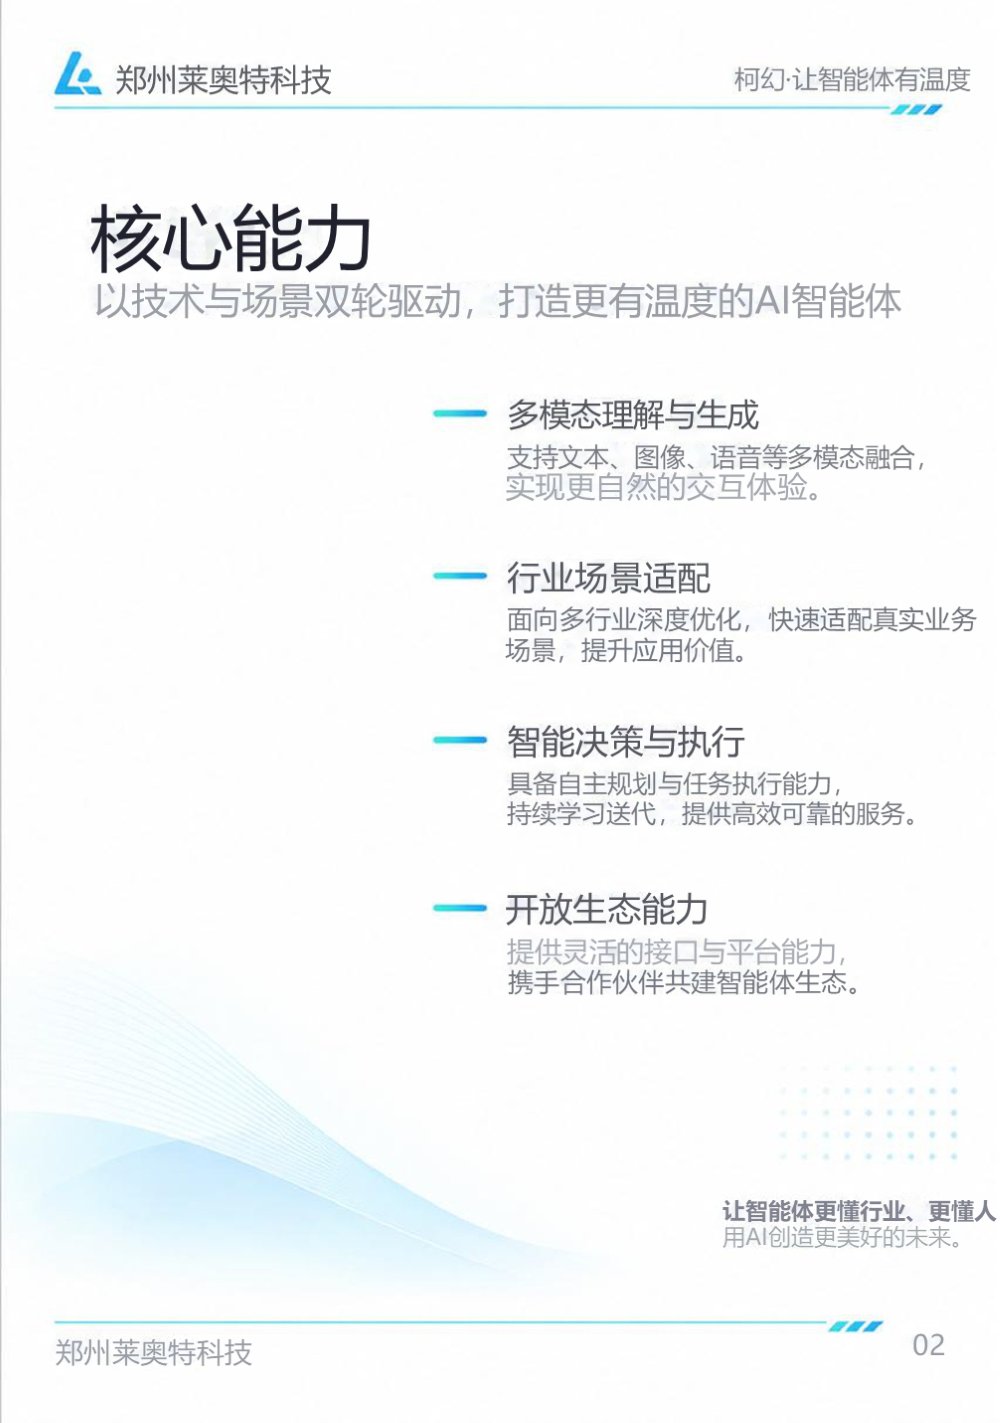 郑州莱奥特科技
柯幻·让智能体有温度
核心能力
以技术与场景双轮驱动，打造更有温度的AI智能体
多模态理解与生成
支持文本、图像、语音等多模态融合，
实现更自然的交互体验。
行业场景适配
面向多行业深度优化，快速适配真实业务
场景，提升应用价值。
智能决策与执行
具备自主规划与任务执行能力，
持续学习送代，提供高效可靠的服务。
开放生态能力
提供灵活的接口与平台能力，
携手合作伙伴共建智能体生态。
让智能体更懂行业、更懂人
用AI创造更美好的未来。
郑州莱奥特科技
02